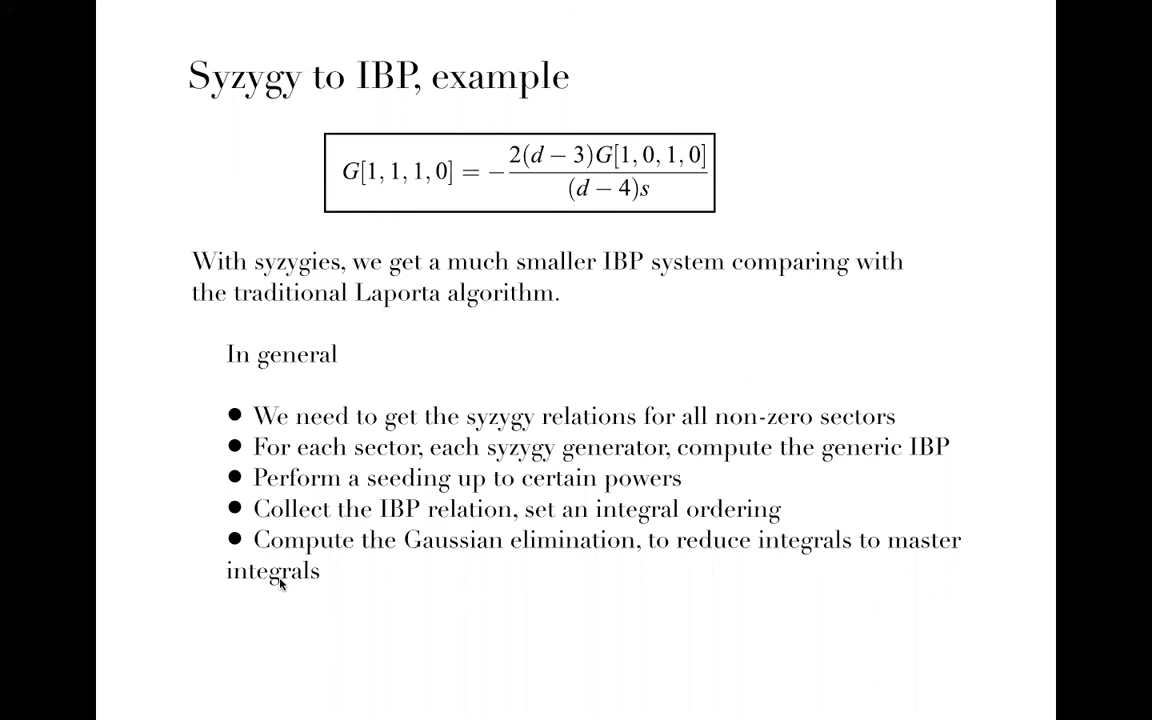 Syzygy to IBP, example
G[1, 1, 1, 0] = − 2(d − 3)G[1, 0, 1, 0] / (d − 4)s
With syzygies, we get a much smaller IBP system comparing with
the traditional Laporta algorithm.
In general
● We need to get the syzygy relations for all non-zero sectors
● For each sector, each syzygy generator, compute the generic IBP
● Perform a seeding up to certain powers
● Collect the IBP relation, set an integral ordering
● Compute the Gaussian elimination, to reduce integrals to master
integrals